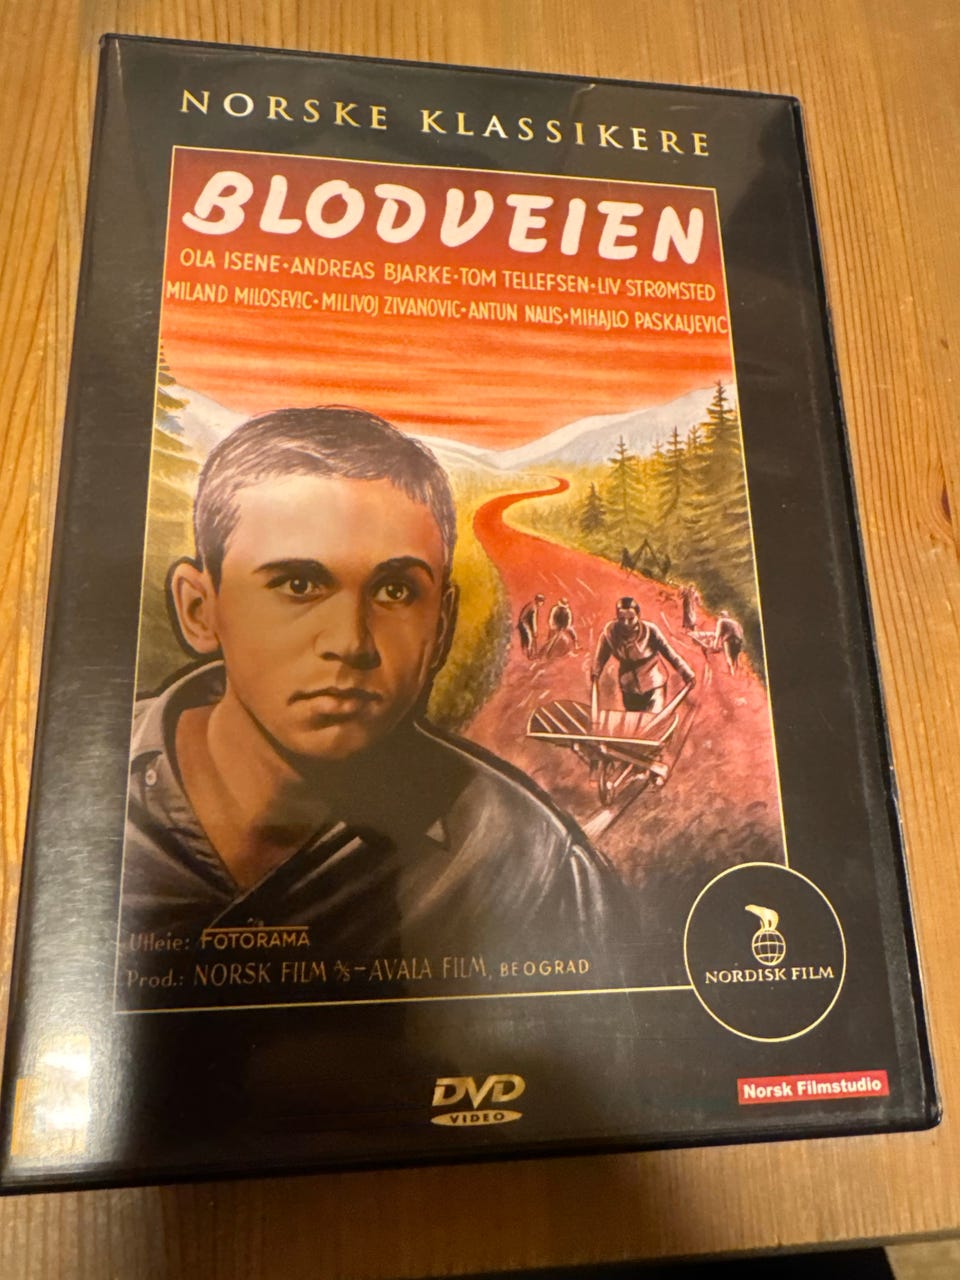 NORSKE KLASSIKERE
BLODVEIEN
OLA ISENE • ANDREAS BJARKE • TOM TELLEFSEN • LIV STRØMSTED
MILAND MILOSEVIC • MILIVOJ ZIVANOVIC • ANTUN NALIS • MIHAJLO PASKALJEVIC
Utleie: FOTORAMA
Prod.: NORSK FILM A/S – AVALA FILM, BEOGRAD
NORDISK FILM
DVD
VIDEO
Norsk Filmstudio